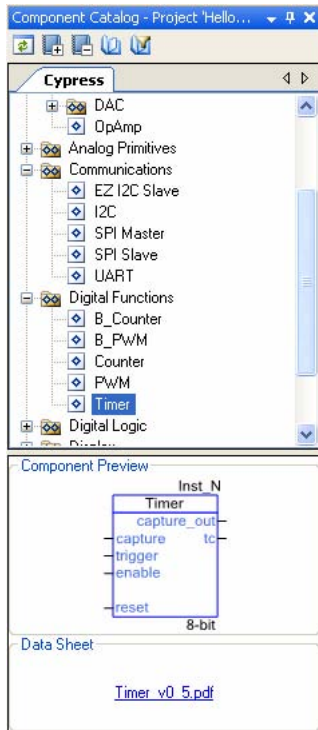 Component Catalog - Project 'Hello...
Cypress
DAC
OpAmp
Analog Primitives
Communications
EZ I2C Slave
I2C
SPI Master
SPI Slave
UART
Digital Functions
B_Counter
B_PWM
Counter
PWM
Timer
Digital Logic
Display
Component Preview
Inst_N
Timer
capture_out
capture tc
trigger
enable
reset
8-bit
Data Sheet
Timer_v0_5.pdf